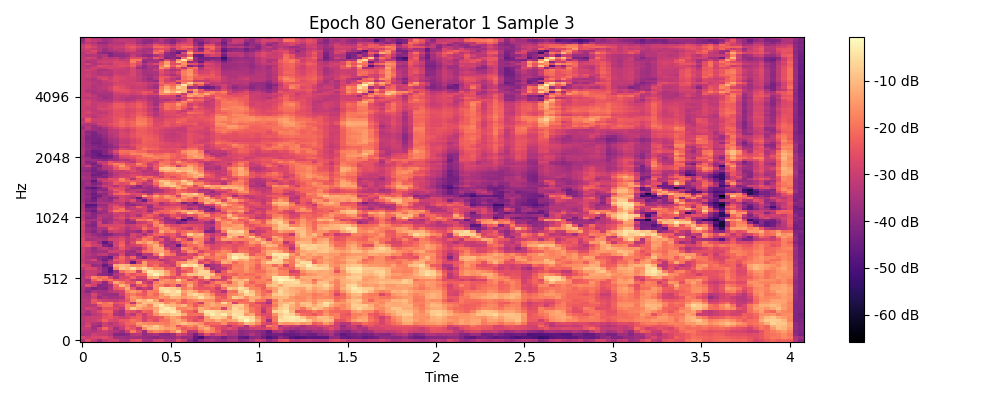 Epoch 80 Generator 1 Sample 3
Hz
4096
2048
1024
512
0
0
0.5
1
1.5
2
2.5
3
3.5
4
Time
-10 dB
-20 dB
-30 dB
-40 dB
-50 dB
-60 dB